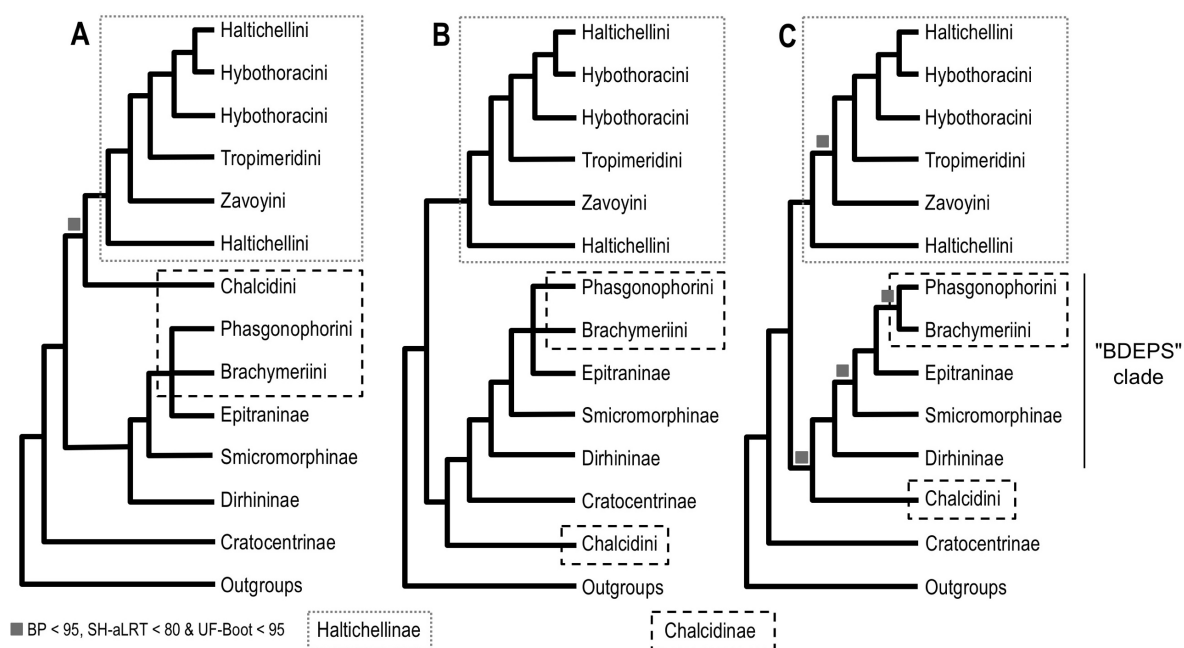 A
Haltichellini
Hybothoracini
Hybothoracini
Tropimeridini
Zavoyini
Haltichellini
Chalcidini
Phasgonophorini
Brachymeriini
Epitraninae
Smicromorphinae
Dirhininae
Cratocentrinae
Outgroups
B
Haltichellini
Hybothoracini
Hybothoracini
Tropimeridini
Zavoyini
Haltichellini
Phasgonophorini
Brachymeriini
Epitraninae
Smicromorphinae
Dirhininae
Cratocentrinae
Chalcidini
Outgroups
C
Haltichellini
Hybothoracini
Hybothoracini
Tropimeridini
Zavoyini
Haltichellini
Phasgonophorini
Brachymeriini
Epitraninae
Smicromorphinae
Dirhininae
Chalcidini
Cratocentrinae
Outgroups
"BDEPS"
clade
BP < 95, SH-aLRT < 80 & UF-Boot < 95
Haltichellinae
Chalcidinae